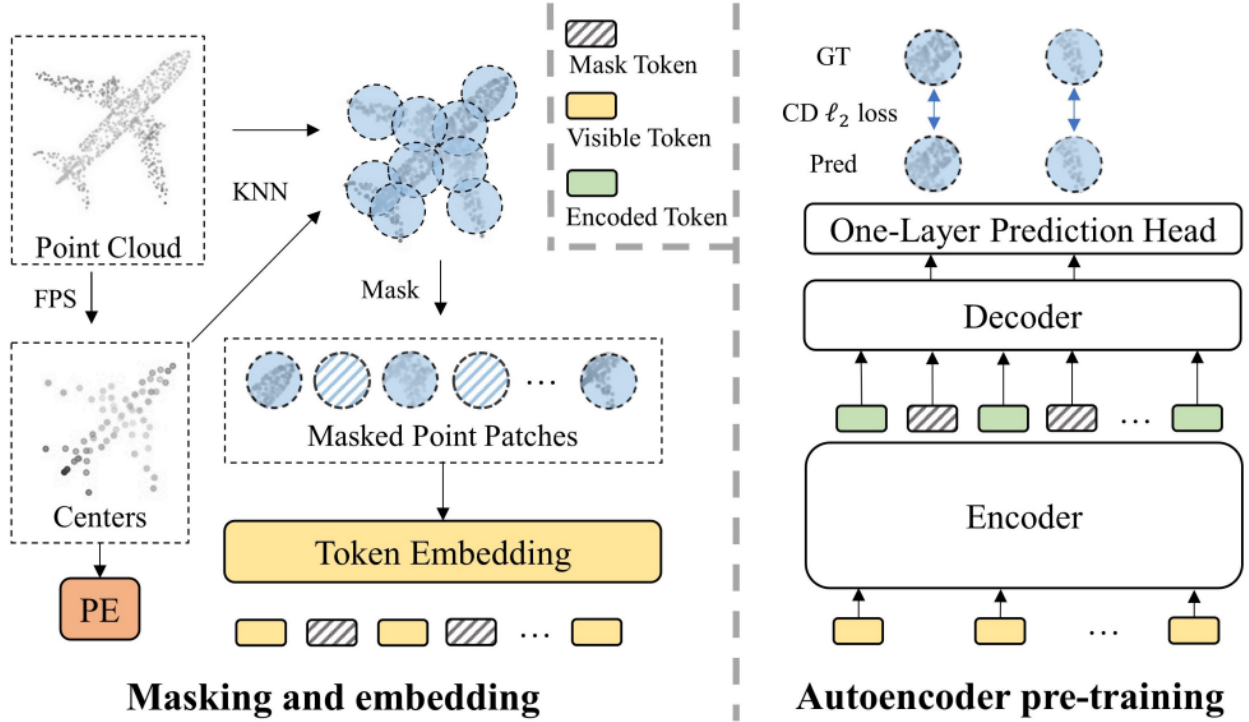 Point Cloud
FPS
Centers
PE
KNN
Mask
Masked Point Patches
...
Token Embedding
...
Masking and embedding
Mask Token
Visible Token
Encoded Token
GT
CD ℓ₂ loss
Pred
One-Layer Prediction Head
Decoder
...
Encoder
...
Autoencoder pre-training